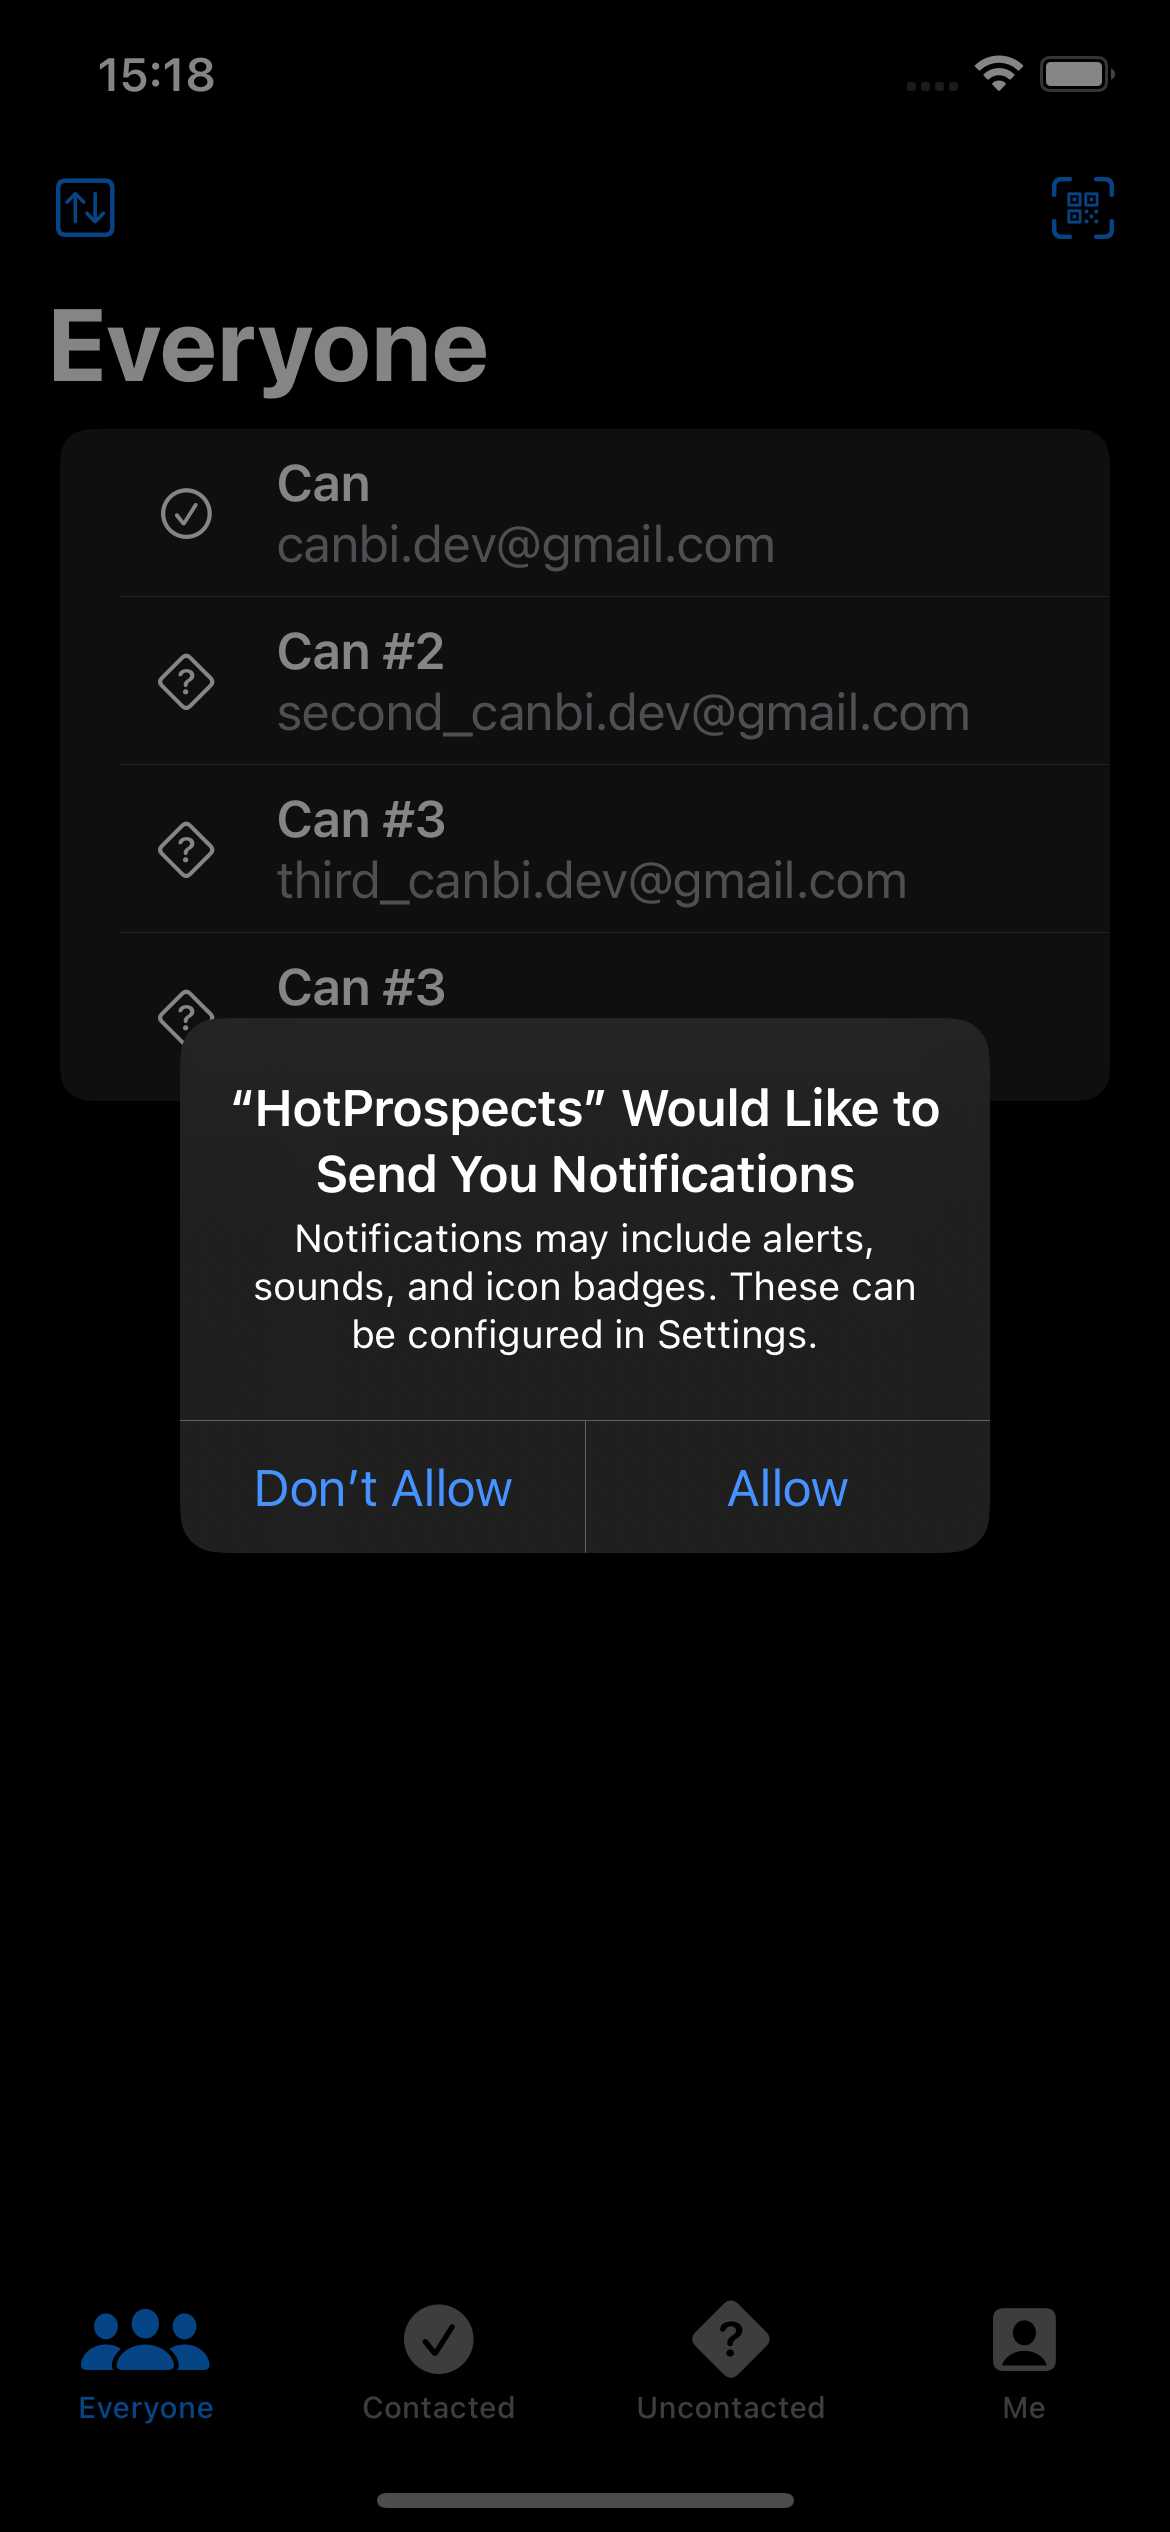 15:18
Everyone
Can
canbi.dev@gmail.com
Can #2
second_canbi.dev@gmail.com
Can #3
third_canbi.dev@gmail.com
Can #3
“HotProspects” Would Like to
Send You Notifications
Notifications may include alerts,
sounds, and icon badges. These can
be configured in Settings.
Don’t Allow
Allow
Everyone
Contacted
Uncontacted
Me